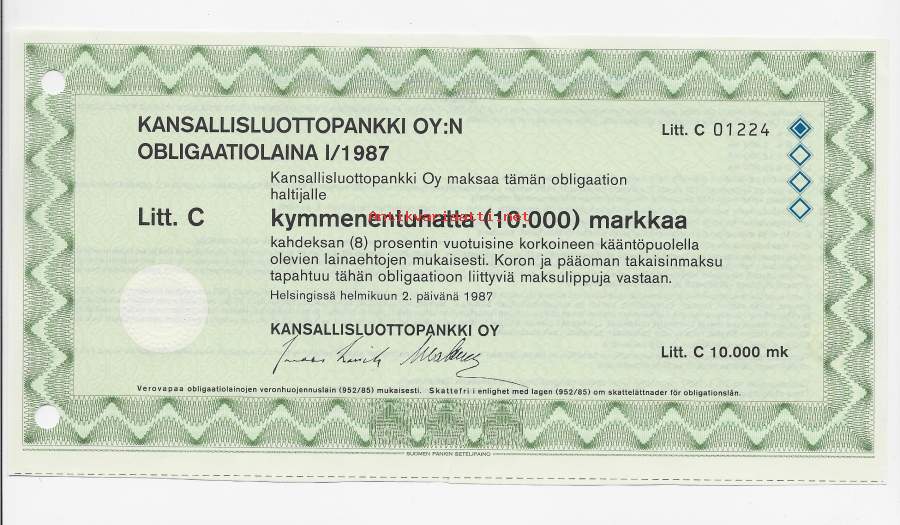 KANSALLISLUOTTOPANKKI OY:N
OBLIGAATIOLAINA I/1987
Litt. C 01224
Kansallisluottopankki Oy maksaa tämän obligaation
haltijalle
Litt. C
kymmenentuhatta (10.000) markkaa
Antikvariaatti.net
kahdeksan (8) prosentin vuotuisine korkoineen kääntöpuolella
olevien lainaehtojen mukaisesti. Koron ja pääoman takaisinmaksu
tapahtuu tähän obligaatioon liittyviä maksulippuja vastaan.
Helsingissä helmikuun 2. päivänä 1987
KANSALLISLUOTTOPANKKI OY
Litt. C 10.000 mk
Verovapaa obligaatiolainojen veronhuojennuslain (952/85) mukaisesti. Skattefri i enlighet med lagen (952/85) om skattelättnader för obligationslån.
SUOMEN PANKIN SETELIPAINO